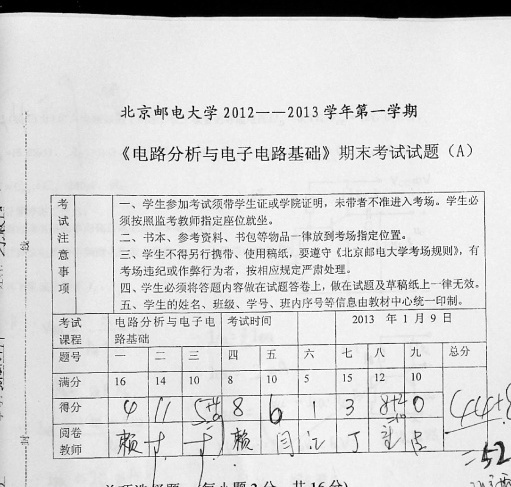 北京邮电大学 2012——2013 学年第一学期
《电路分析与电子电路基础》期末考试试题（A）
考试注意事项
一、学生参加考试须带学生证或学院证明，未带者不准进入考场。学生必
须按照监考教师指定座位就坐。
二、书本、参考资料、书包等物品一律放到考场指定位置。
三、学生不得另行携带、使用稿纸，要遵守《北京邮电大学考场规则》，有
考场违纪或作弊行为者，按相应规定严肃处理。
四、学生必须将答题内容做在试题答卷上，做在试题及草稿纸上一律无效。
五、学生的姓名、班级、学号、班内序号等信息由教材中心统一印制。
考试 电路分析与电子电 考试时间 2013 年 1 月 9 日
课程 路基础
题号 一 二 三 四 五 六 七 八 九 总分
满分 16 14 10 8 10 5 15 12 10
得分 4 11 5+4 8 6 1 3 8+2 0 44+8
=9 =10
阅卷 赖 于 于 赖 闫 江 丁
教师
=52
每小题 2 分，共 16 分)